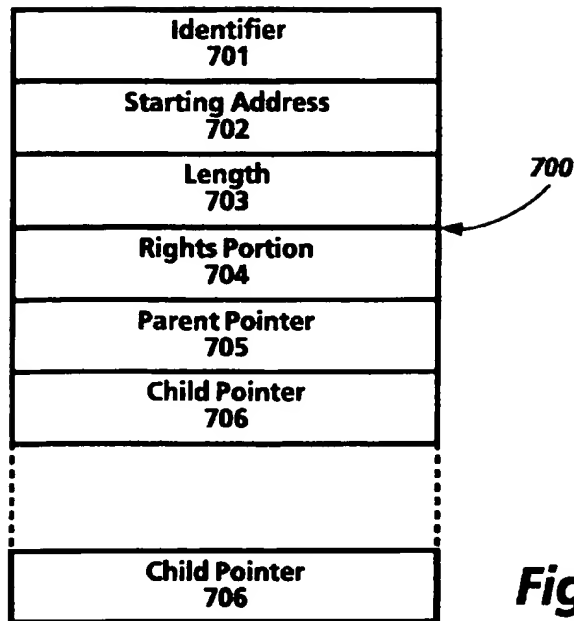 Identifier
701
Starting Address
702
Length
703
700
Rights Portion
704
Parent Pointer
705
Child Pointer
706
Child Pointer
706
Fig